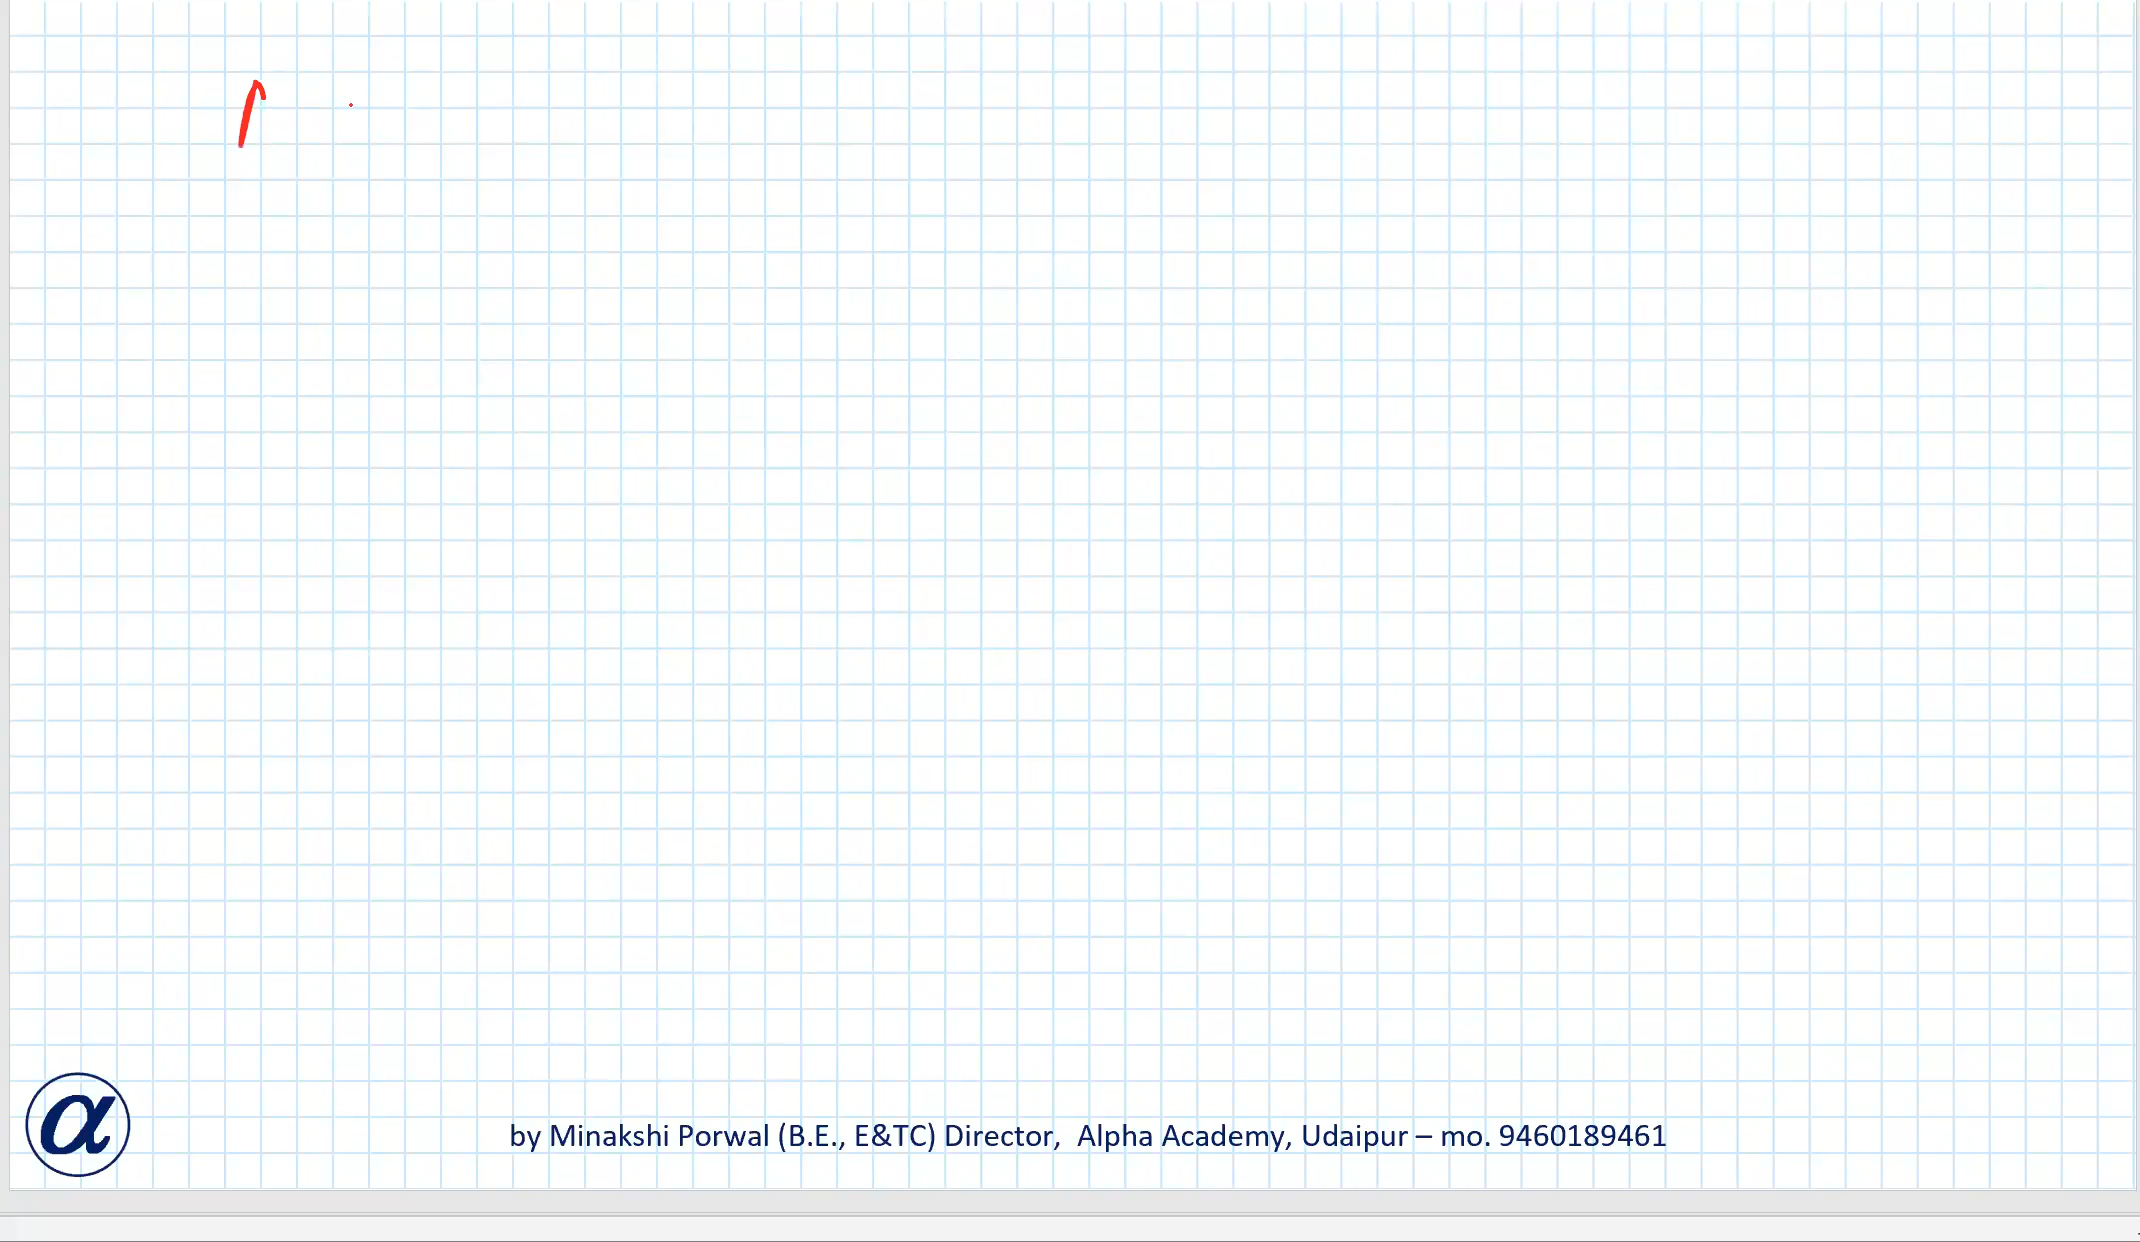 α
by Minakshi Porwal (B.E., E&TC) Director,  Alpha Academy, Udaipur – mo. 9460189461